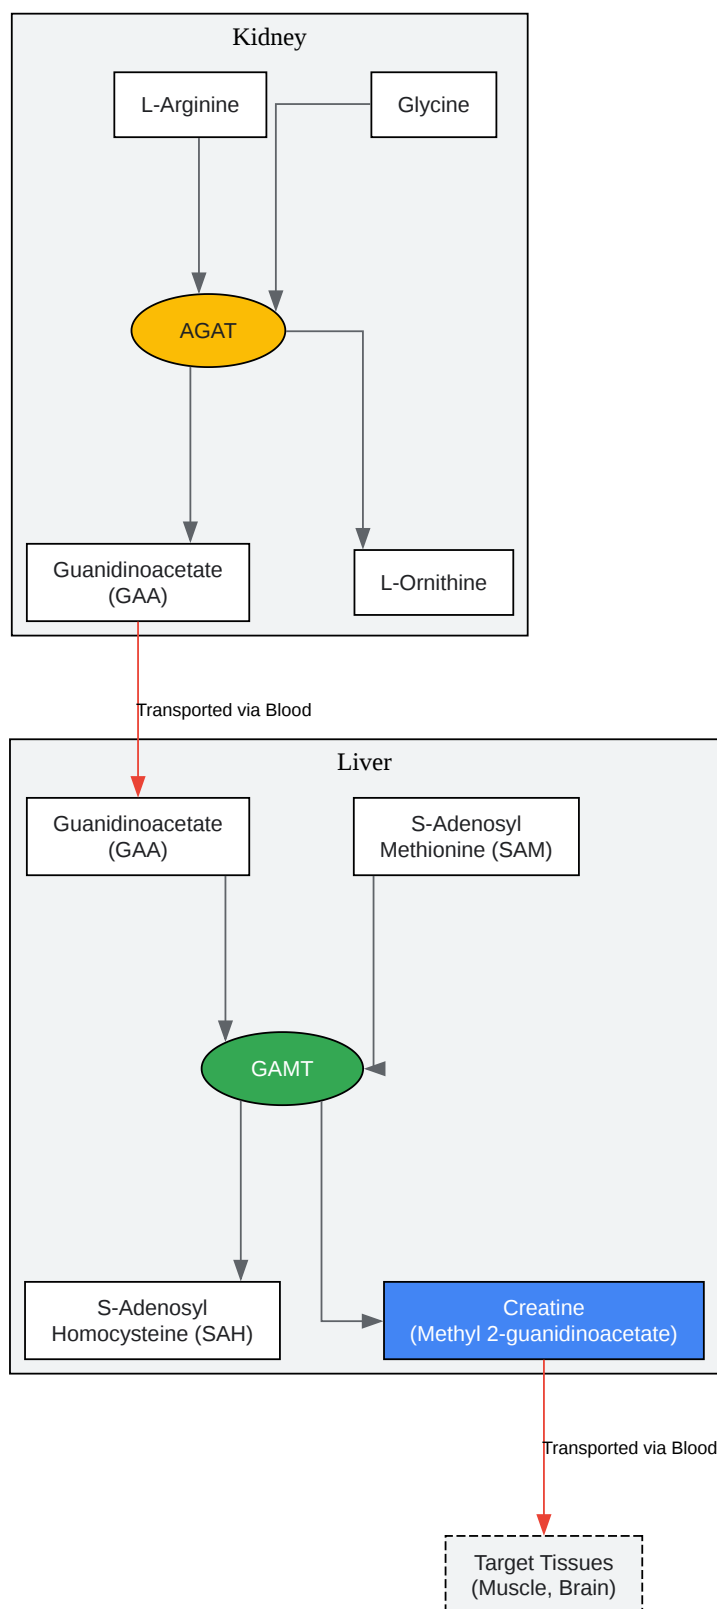 Kidney
L-Arginine
Glycine
AGAT
Guanidinoacetate
(GAA)
L-Ornithine
Transported via Blood
Liver
Guanidinoacetate
(GAA)
S-Adenosyl
Methionine (SAM)
GAMT
S-Adenosyl
Homocysteine (SAH)
Creatine
(Methyl 2-guanidinoacetate)
Transported via Blood
Target Tissues
(Muscle, Brain)